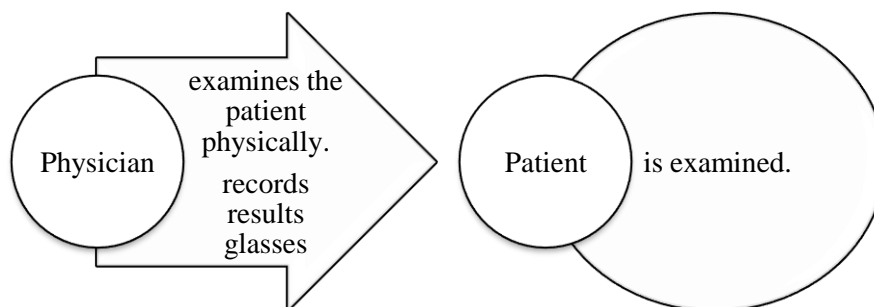 Physician
examines the
patient
physically.
records
results
glasses
Patient
is examined.